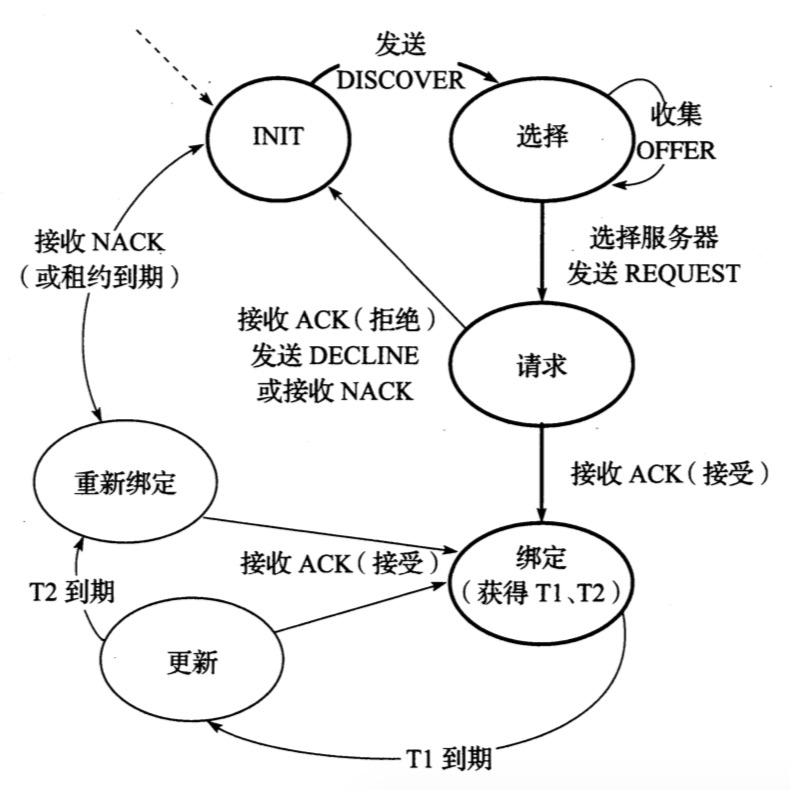 发送
DISCOVER
INIT
选择
收集
OFFER
接收 NACK
（或租约到期）
选择服务器
发送 REQUEST
接收 ACK（拒绝）
发送 DECLINE
或接收 NACK
请求
接收 ACK（接受）
重新绑定
接收 ACK（接受）
绑定
（获得 T1、T2）
T2 到期
更新
T1 到期